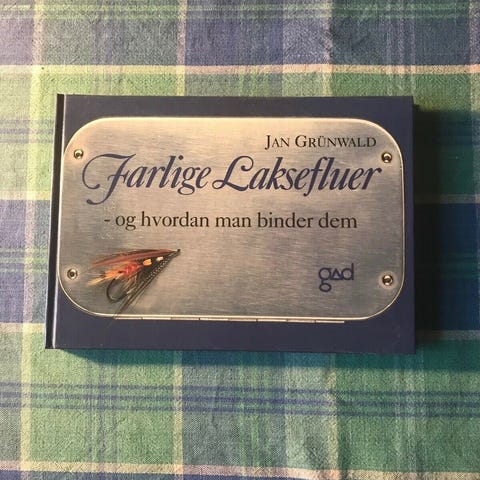 JAN GRÜNWALD
Farlige Laksefluer
- og hvordan man binder dem
gad